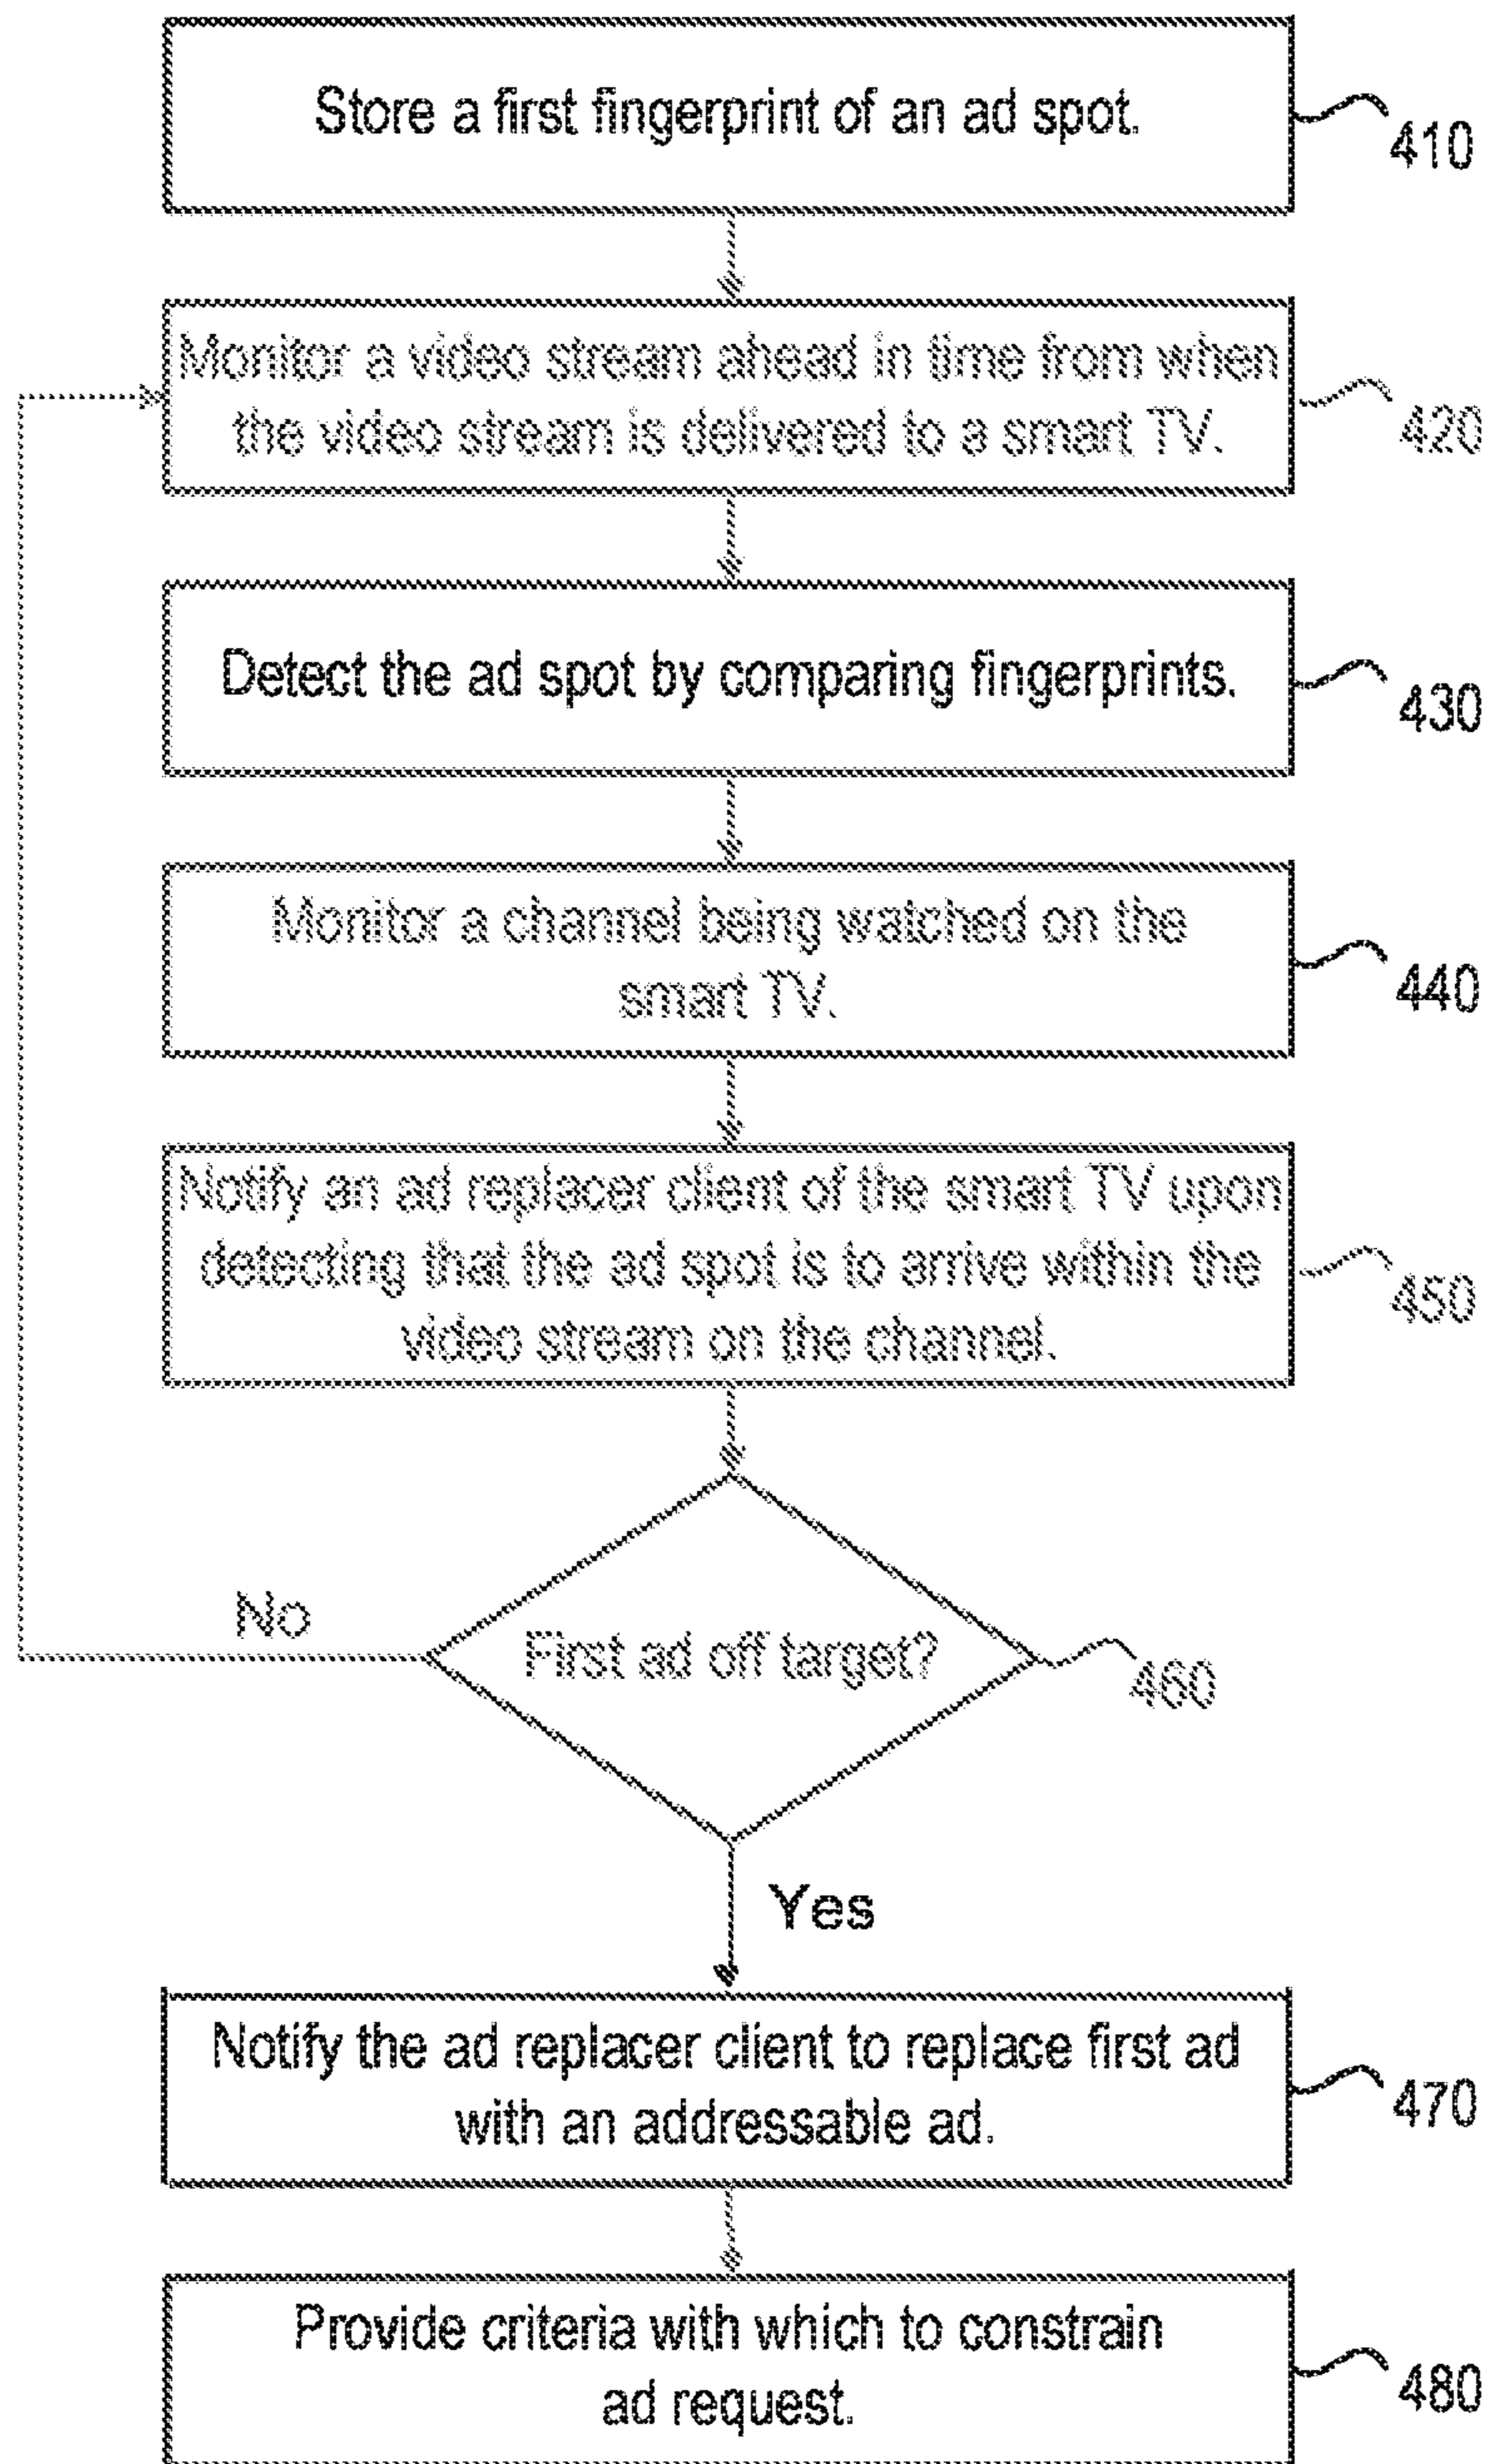 Store a first fingerprint of an ad spot.
410
Monitor a video stream ahead in time from when
the video stream is delivered to a smart TV.
420
Detect the ad spot by comparing fingerprints.
430
Monitor a channel being watched on the
smart TV.
440
Notify an ad replacer client of the smart TV upon
detecting that the ad spot is to arrive within the
video stream on the channel.
450
No
First ad off target?
460
Yes
Notify the ad replacer client to replace first ad
with an addressable ad.
470
Provide criteria with which to constrain
ad request.
480